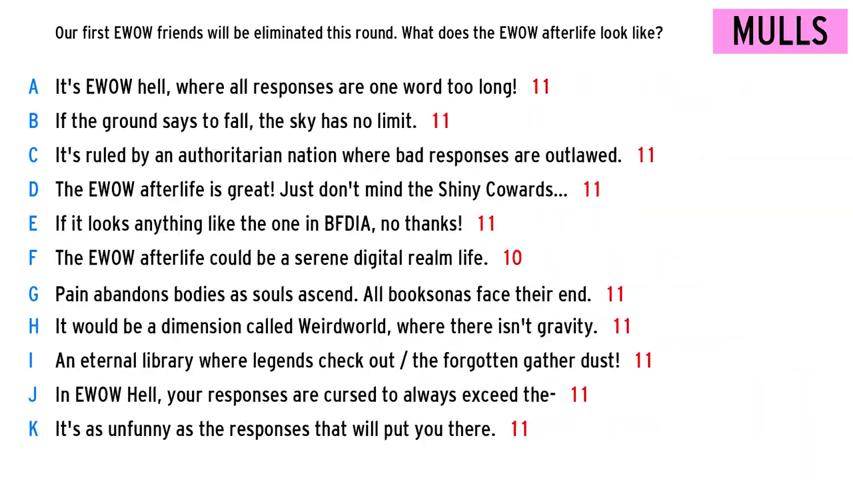 Our first EWOW friends will be eliminated this round. What does the EWOW afterlife look like?
MULLS
A It's EWOW hell, where all responses are one word too long! 11
B If the ground says to fall, the sky has no limit. 11
C It's ruled by an authoritarian nation where bad responses are outlawed. 11
D The EWOW afterlife is great! Just don't mind the Shiny Cowards... 11
E If it looks anything like the one in BFDIA, no thanks! 11
F The EWOW afterlife could be a serene digital realm life. 10
G Pain abandons bodies as souls ascend. All booksonas face their end. 11
H It would be a dimension called Weirdworld, where there isn't gravity. 11
I An eternal library where legends check out / the forgotten gather dust! 11
J In EWOW Hell, your responses are cursed to always exceed the- 11
K It's as unfunny as the responses that will put you there. 11